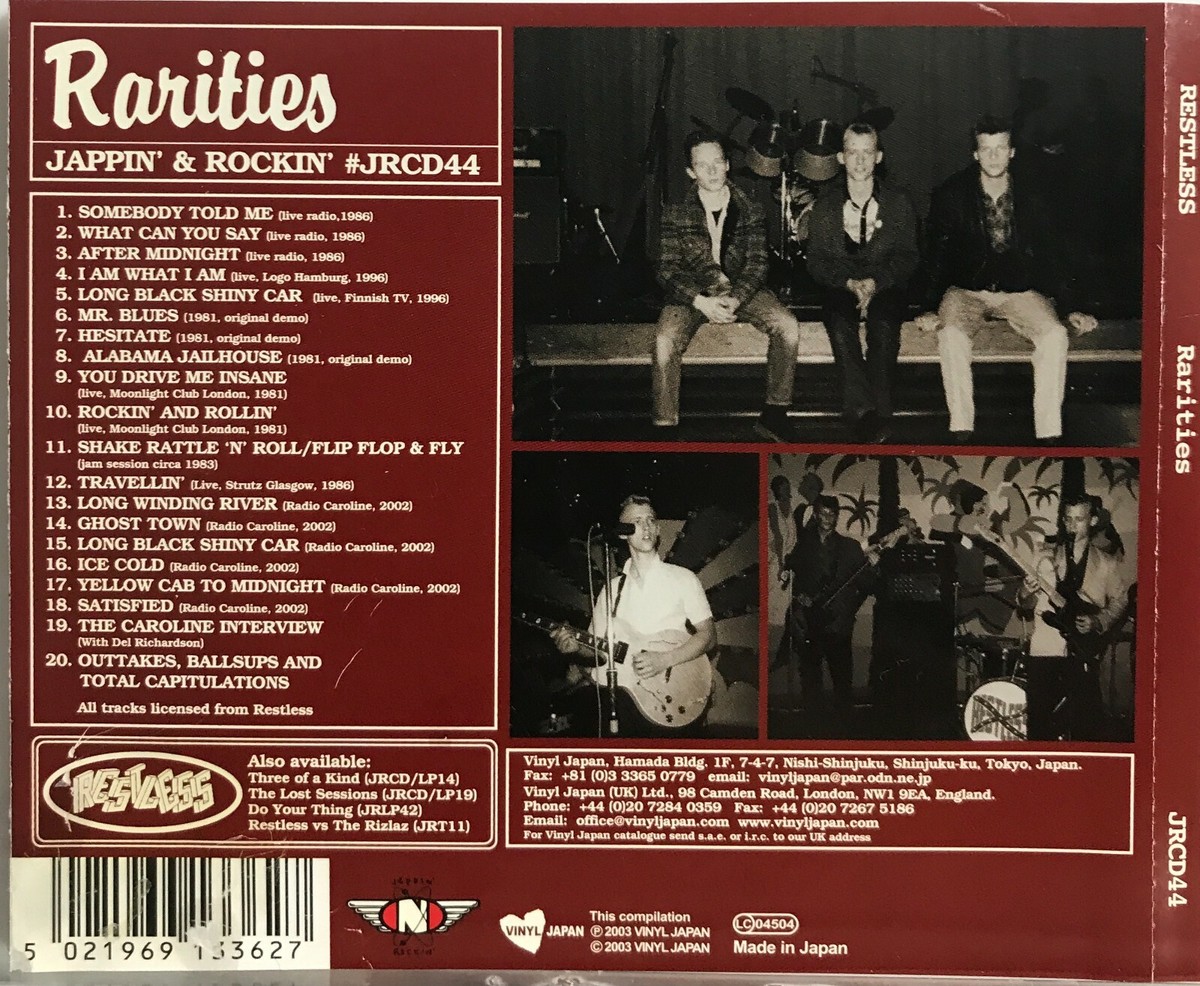 Rarities
JAPPIN' & ROCKIN' #JRCD44
1. SOMEBODY TOLD ME (live radio,1986)
2. WHAT CAN YOU SAY (live radio, 1986)
3. AFTER MIDNIGHT (live radio, 1986)
4. I AM WHAT I AM (live, Logo Hamburg, 1996)
5. LONG BLACK SHINY CAR (live, Finnish TV, 1996)
6. MR. BLUES (1981, original demo)
7. HESITATE (1981, original demo)
8. ALABAMA JAILHOUSE (1981, original demo)
9. YOU DRIVE ME INSANE
(live, Moonlight Club London, 1981)
10. ROCKIN' AND ROLLIN'
(live, Moonlight Club London, 1981)
11. SHAKE RATTLE 'N' ROLL/FLIP FLOP & FLY
(jam session circa 1983)
12. TRAVELLIN' (Live, Strutz Glasgow, 1986)
13. LONG WINDING RIVER (Radio Caroline, 2002)
14. GHOST TOWN (Radio Caroline, 2002)
15. LONG BLACK SHINY CAR (Radio Caroline, 2002)
16. ICE COLD (Radio Caroline, 2002)
17. YELLOW CAB TO MIDNIGHT (Radio Caroline, 2002)
18. SATISFIED (Radio Caroline, 2002)
19. THE CAROLINE INTERVIEW
(With Del Richardson)
20. OUTTAKES, BALLSUPS AND
TOTAL CAPITULATIONS
All tracks licensed from Restless
RESTLESS
Also available:
Three of a Kind (JRCD/LP14)
The Lost Sessions (JRCD/LP19)
Do Your Thing (JRLP42)
Restless vs The Rizlaz (JRT11)
RESTLESS
Vinyl Japan, Hamada Bldg. 1F, 7-4-7, Nishi-Shinjuku, Shinjuku-ku, Tokyo, Japan.
Fax: +81 (0)3 3365 0779 email: vinyljapan@par.odn.ne.jp
Vinyl Japan (UK) Ltd., 98 Camden Road, London, NW1 9EA, England.
Phone: +44 (0)20 7284 0359 Fax: +44 (0)20 7267 5186
Email: office@vinyljapan.com www.vinyljapan.com
For Vinyl Japan catalogue send s.a.e. or i.r.c. to our UK address
5 021969 133627
JAPPIN'
N
ROCKIN'
VINYL JAPAN
This compilation
℗ 2003 VINYL JAPAN
© 2003 VINYL JAPAN
LC 04504
Made in Japan
RESTLESS
Rarities
JRCD44